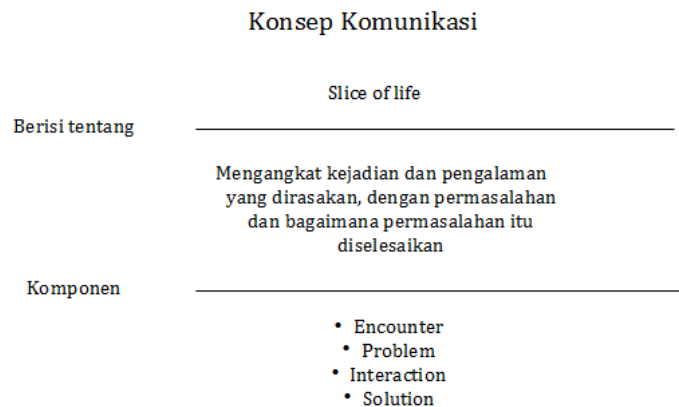 Konsep Komunikasi
Slice of life
Berisi tentang
Mengangkat kejadian dan pengalaman
yang dirasakan, dengan permasalahan
dan bagaimana permasalahan itu
diselesaikan
Komponen
• Encounter
• Problem
• Interaction
• Solution